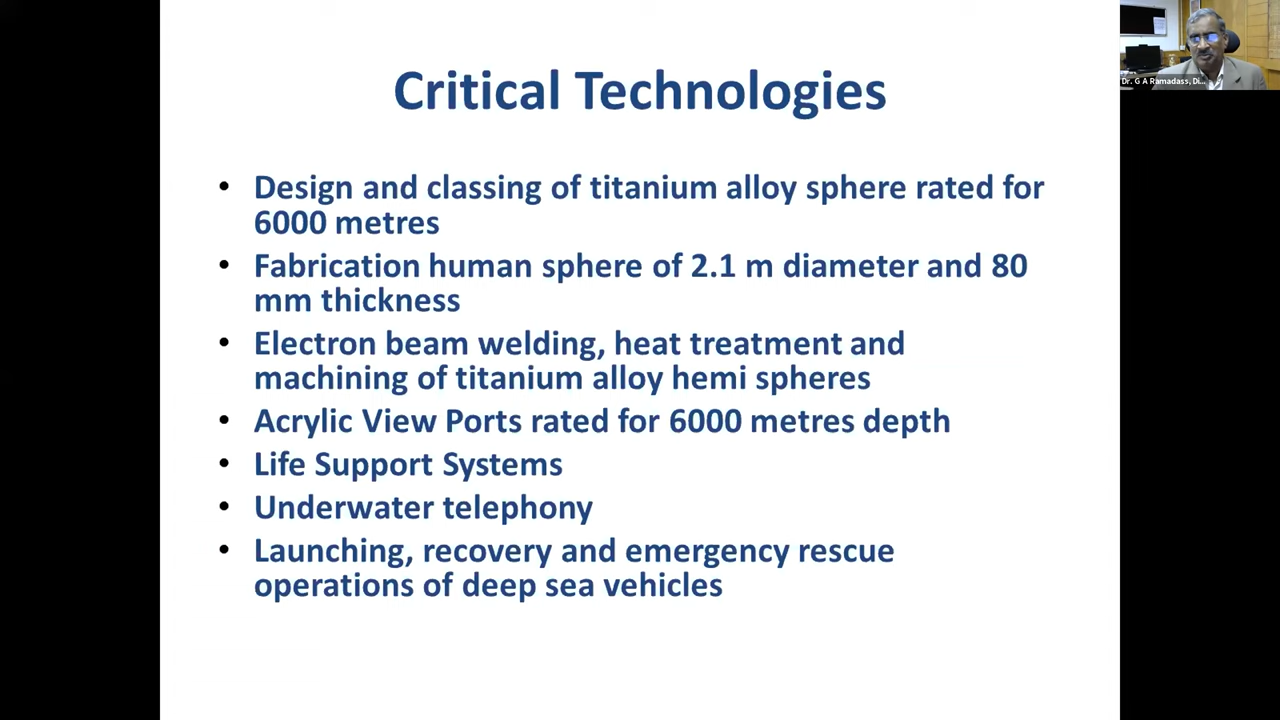 Critical Technologies
• Design and classing of titanium alloy sphere rated for
6000 metres
• Fabrication human sphere of 2.1 m diameter and 80
mm thickness
• Electron beam welding, heat treatment and
machining of titanium alloy hemi spheres
• Acrylic View Ports rated for 6000 metres depth
• Life Support Systems
• Underwater telephony
• Launching, recovery and emergency rescue
operations of deep sea vehicles
Dr. G A Ramadass, Di...